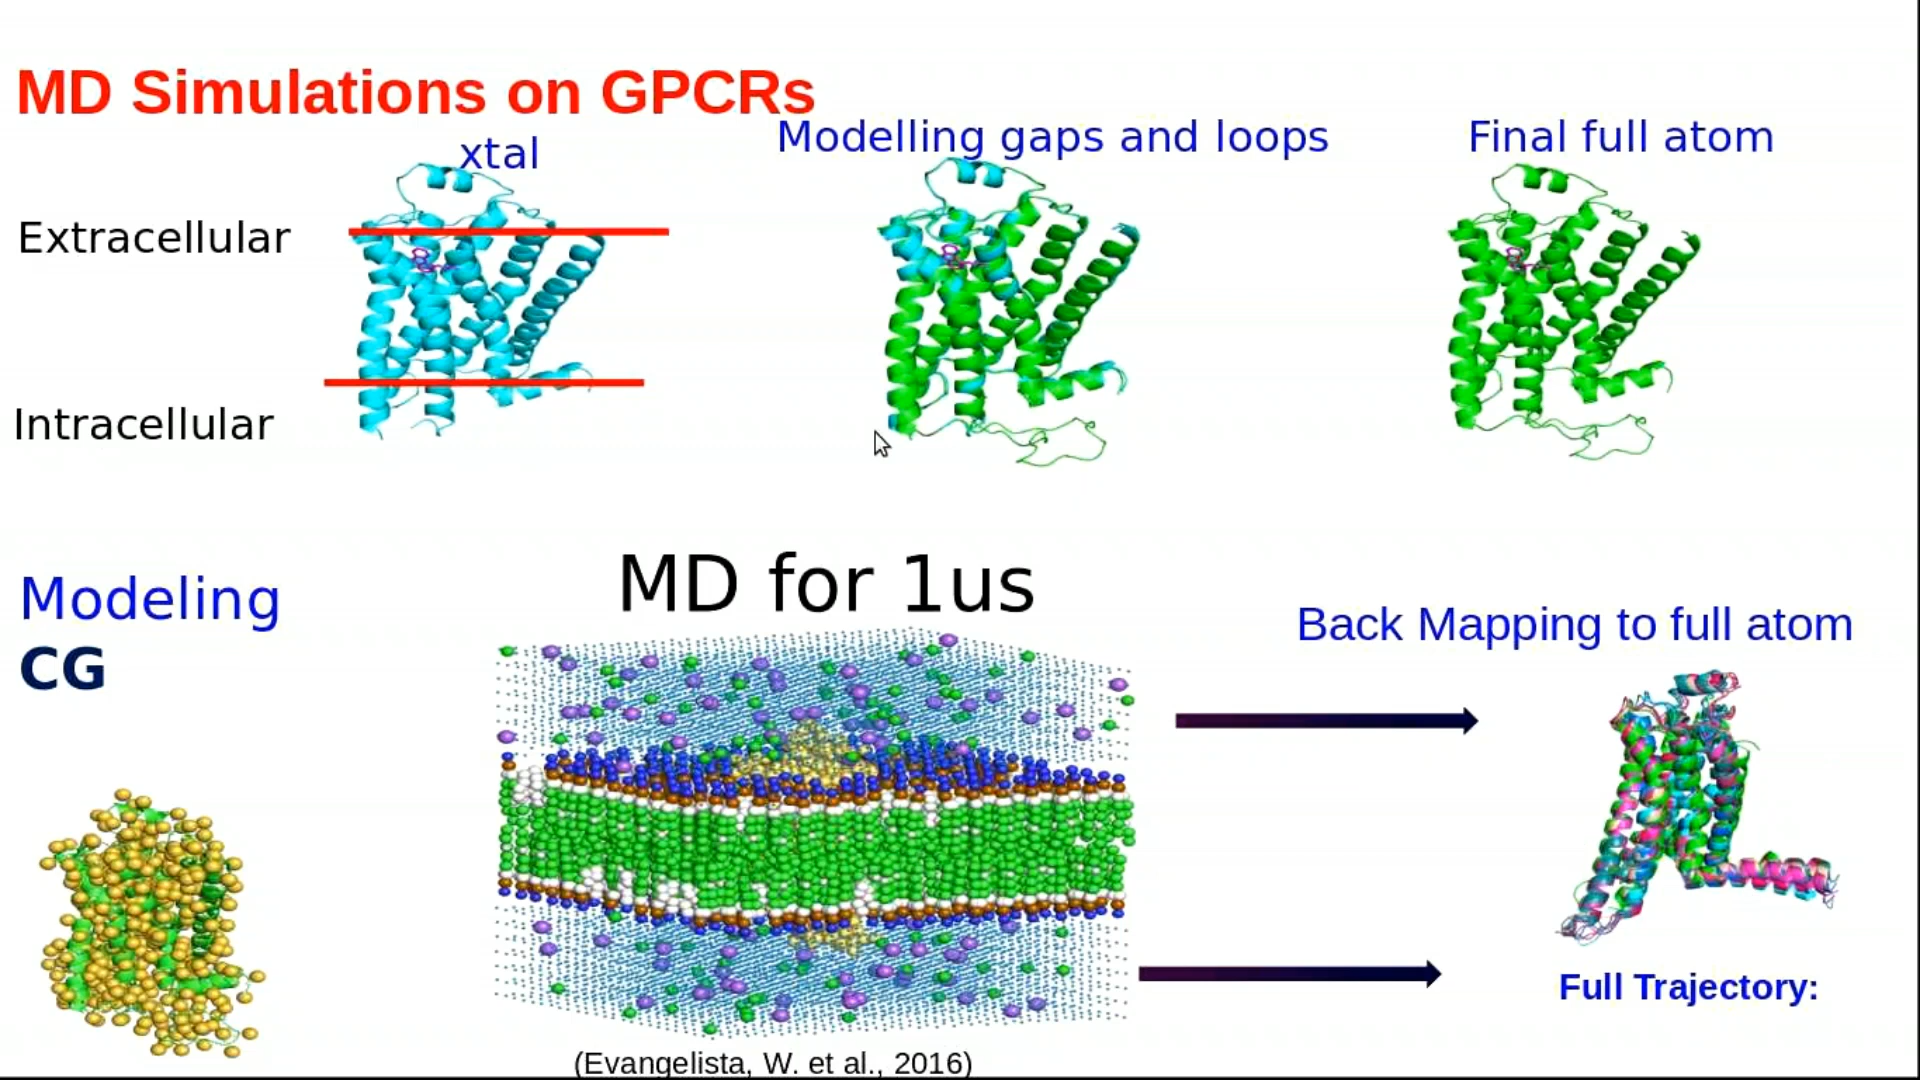 MD Simulations on GPCRs
xtal
Modelling gaps and loops
Final full atom
Extracellular
Intracellular
MD for 1us
Modeling
CG
Back Mapping to full atom
Full Trajectory:
(Evangelista, W. et al., 2016)